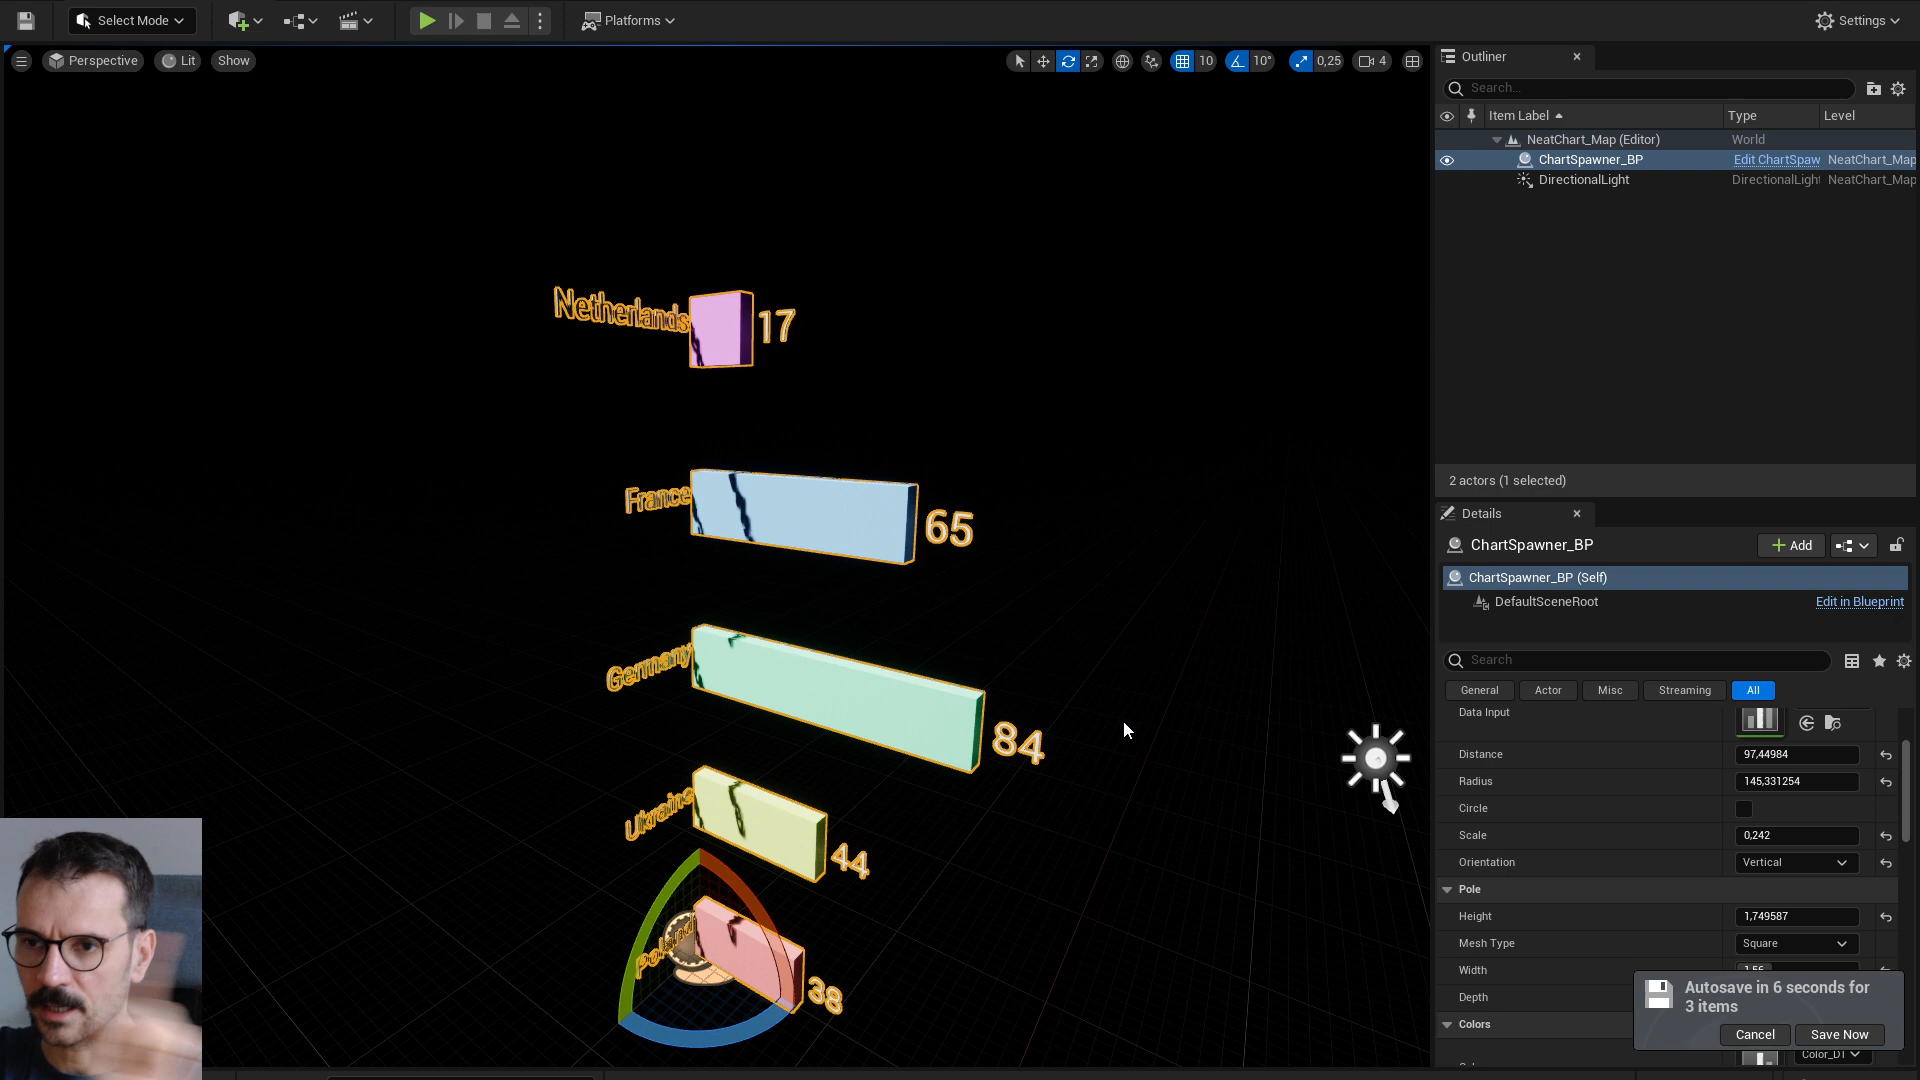 Select Mode
Platforms
Settings
Perspective
Lit
Show
10
10°
0,25
4
Outliner
Search...
Item Label
Type
Level
NeatChart_Map (Editor)
World
ChartSpawner_BP
Edit ChartSpaw
NeatChart_Map
DirectionalLight
DirectionalLight
NeatChart_Map
2 actors (1 selected)
Details
ChartSpawner_BP
Add
ChartSpawner_BP (Self)
DefaultSceneRoot
Edit in Blueprint
Search
General
Actor
Misc
Streaming
All
Data Input
Distance
97,44984
Radius
145,331254
Circle
Scale
0,242
Orientation
Vertical
Pole
Height
1,749587
Mesh Type
Square
Width
1,56
Depth
Colors
Color_D1
Autosave in 6 seconds for
3 items
Cancel
Save Now
Netherlands
17
France
65
Germany
84
Ukraine
44
Poland
38